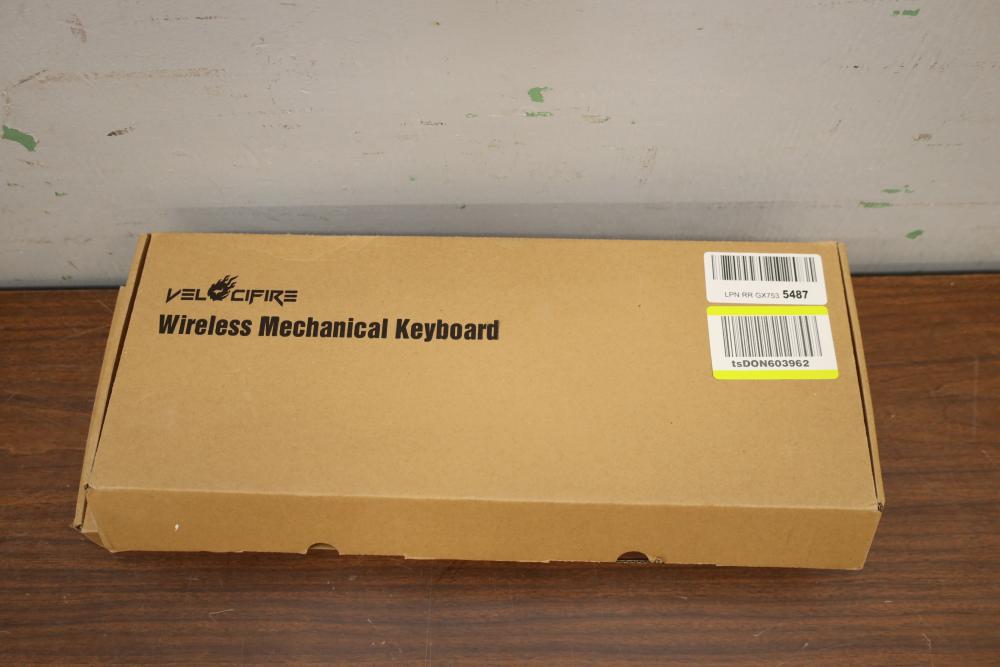 VELOCIFIRE
Wireless Mechanical Keyboard
LPN RR GX753 5487
tsDON603962